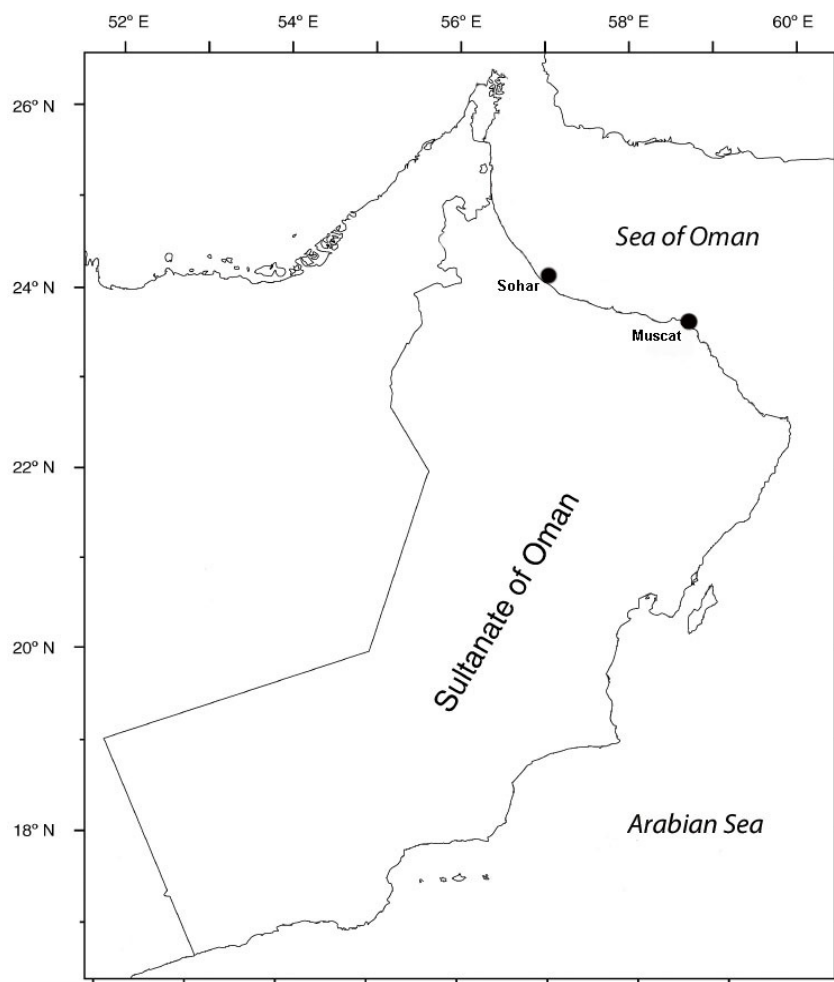 52° E 54° E 56° E 58° E 60° E
26° N
Sea of Oman
Sohar
24° N
Muscat
22° N
Sultanate of Oman
20° N
18° N
Arabian Sea